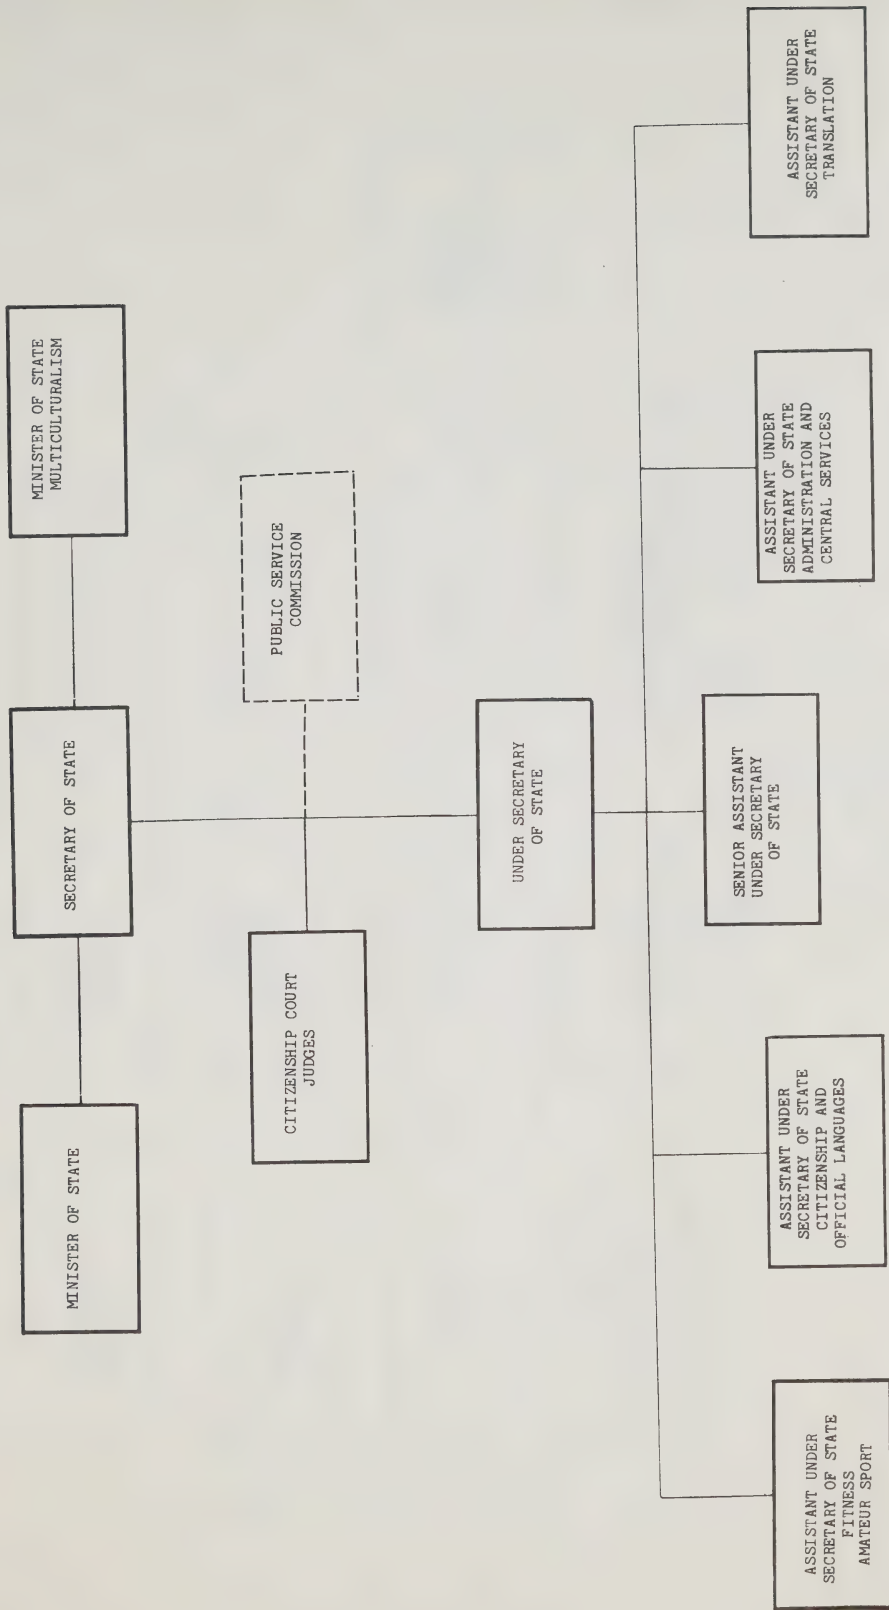 MINISTER OF STATE
SECRETARY OF STATE
MINISTER OF STATE
MULTICULTURALISM
CITIZENSHIP COURT
JUDGES
PUBLIC SERVICE
COMMISSION
UNDER SECRETARY
OF STATE
ASSISTANT UNDER
SECRETARY OF STATE
FITNESS
AMATEUR SPORT
ASSISTANT UNDER
SECRETARY OF STATE
CITIZENSHIP AND
OFFICIAL LANGUAGES
SENIOR ASSISTANT
UNDER SECRETARY
OF STATE
ASSISTANT UNDER
SECRETARY OF STATE
ADMINISTRATION AND
CENTRAL SERVICES
ASSISTANT UNDER
SECRETARY OF STATE
TRANSLATION